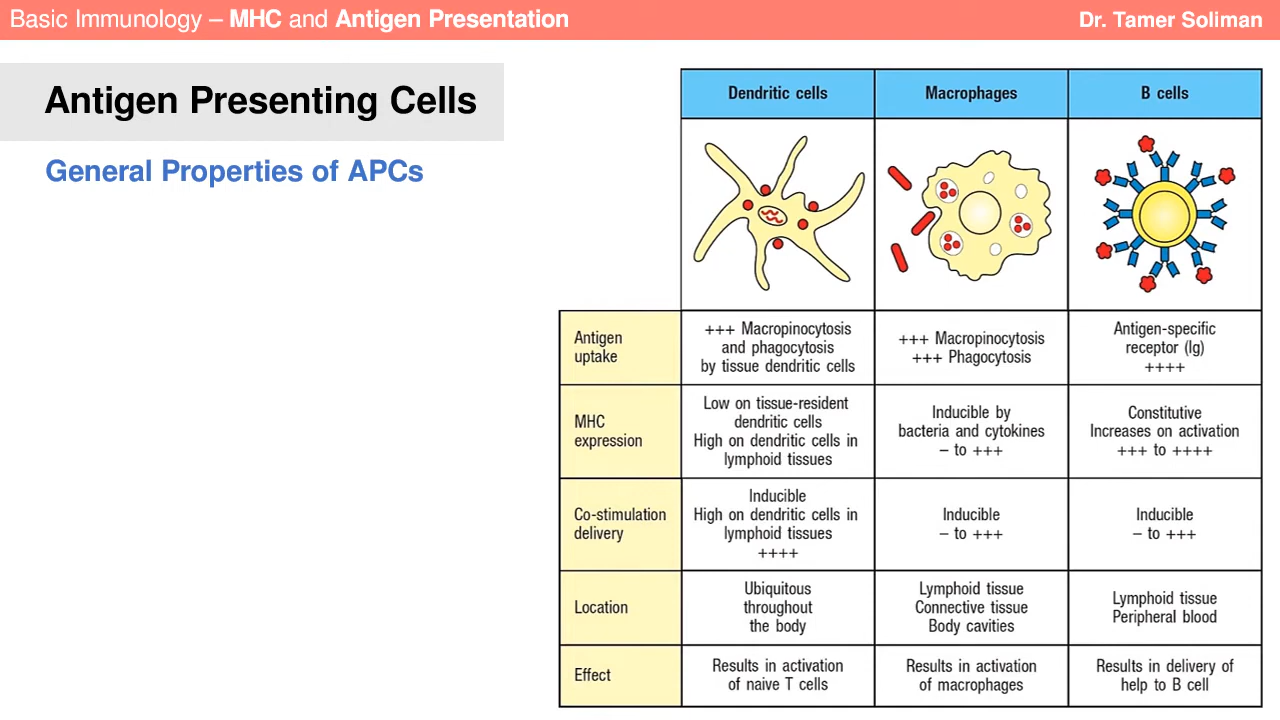 Basic Immunology – MHC and Antigen Presentation
Dr. Tamer Soliman
Antigen Presenting Cells
General Properties of APCs
Dendritic cells
Macrophages
B cells
Antigen
uptake
+++ Macropinocytosis
and phagocytosis
by tissue dendritic cells
+++ Macropinocytosis
+++ Phagocytosis
Antigen-specific
receptor (Ig)
++++
MHC
expression
Low on tissue-resident
dendritic cells
High on dendritic cells in
lymphoid tissues
Inducible by
bacteria and cytokines
– to +++
Constitutive
Increases on activation
+++ to ++++
Co-stimulation
delivery
Inducible
High on dendritic cells in
lymphoid tissues
++++
Inducible
– to +++
Inducible
– to +++
Location
Ubiquitous
throughout
the body
Lymphoid tissue
Connective tissue
Body cavities
Lymphoid tissue
Peripheral blood
Effect
Results in activation
of naive T cells
Results in activation
of macrophages
Results in delivery of
help to B cell